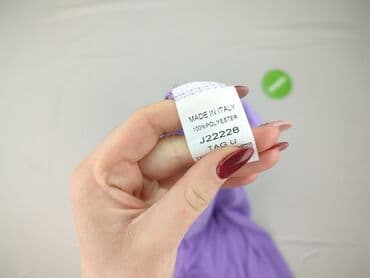 MADE IN ITALY
100%POLYESTER
J22228
TAG U